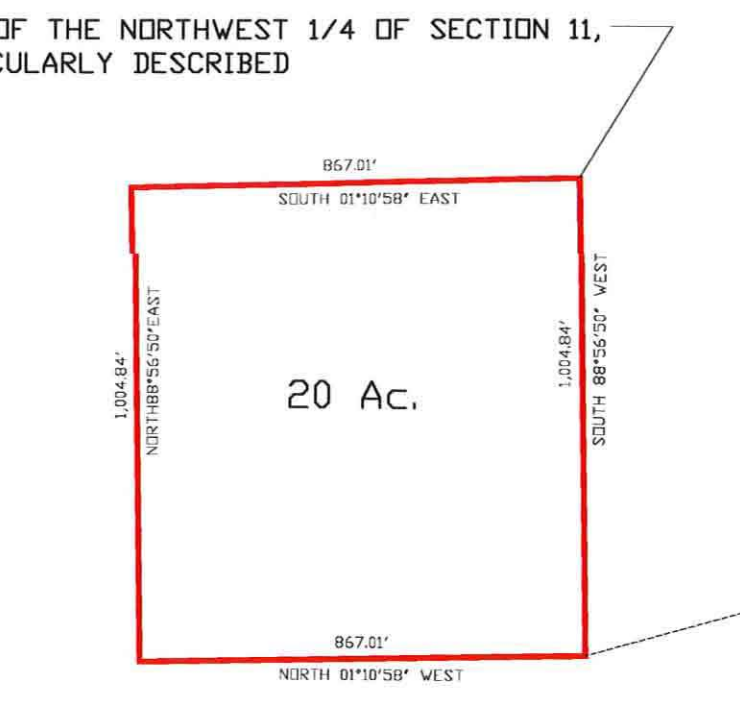 OF THE NORTHWEST 1/4 OF SECTION 11,
CULARLY DESCRIBED
867.01'
SOUTH 01°10'58" EAST
1,004.84'
NORTH88°56'50"EAST
20 Ac.
1,004.84'
SOUTH 88°56'50" WEST
867.01'
NORTH 01°10'58" WEST